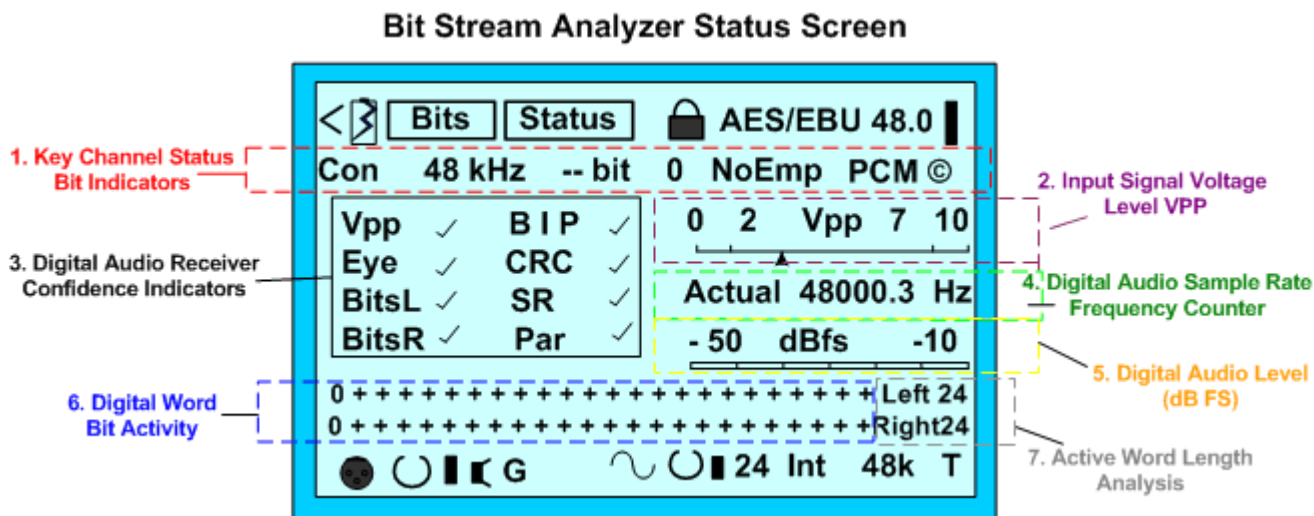 Bit Stream Analyzer Status Screen
< Bits Status AES/EBU 48.0
1. Key Channel Status
Bit Indicators
Con 48 kHz -- bit 0 NoEmp PCM ©
2. Input Signal Voltage
Level VPP
Vpp ✓ B I P ✓
Eye ✓ CRC ✓
BitsL ✓ SR ✓
BitsR ✓ Par ✓
0 2 Vpp 7 10
3. Digital Audio Receiver
Confidence Indicators
Actual 48000.3 Hz
4. Digital Audio Sample Rate
Frequency Counter
- 50 dBfs -10
5. Digital Audio Level
(dB FS)
6. Digital Word
Bit Activity
0 + + + + + + + + + + + + + + + + + + + + + + + Left 24
0 + + + + + + + + + + + + + + + + + + + + + + + Right24
7. Active Word Length
Analysis
G 24 Int 48k T